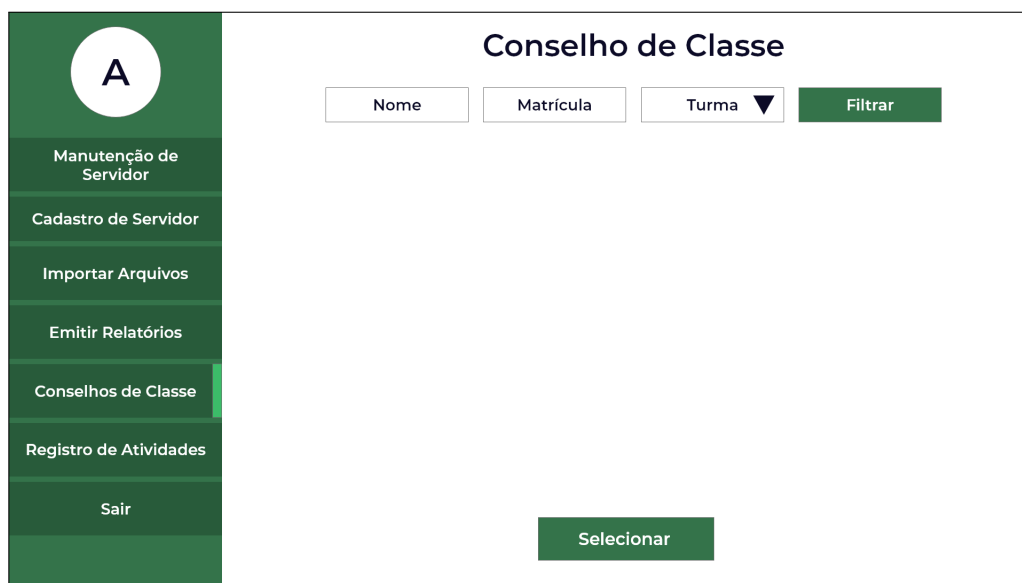 A
Manutenção de
Servidor
Cadastro de Servidor
Importar Arquivos
Emitir Relatórios
Conselhos de Classe
Registro de Atividades
Sair
Conselho de Classe
Nome
Matrícula
Turma
Filtrar
Selecionar